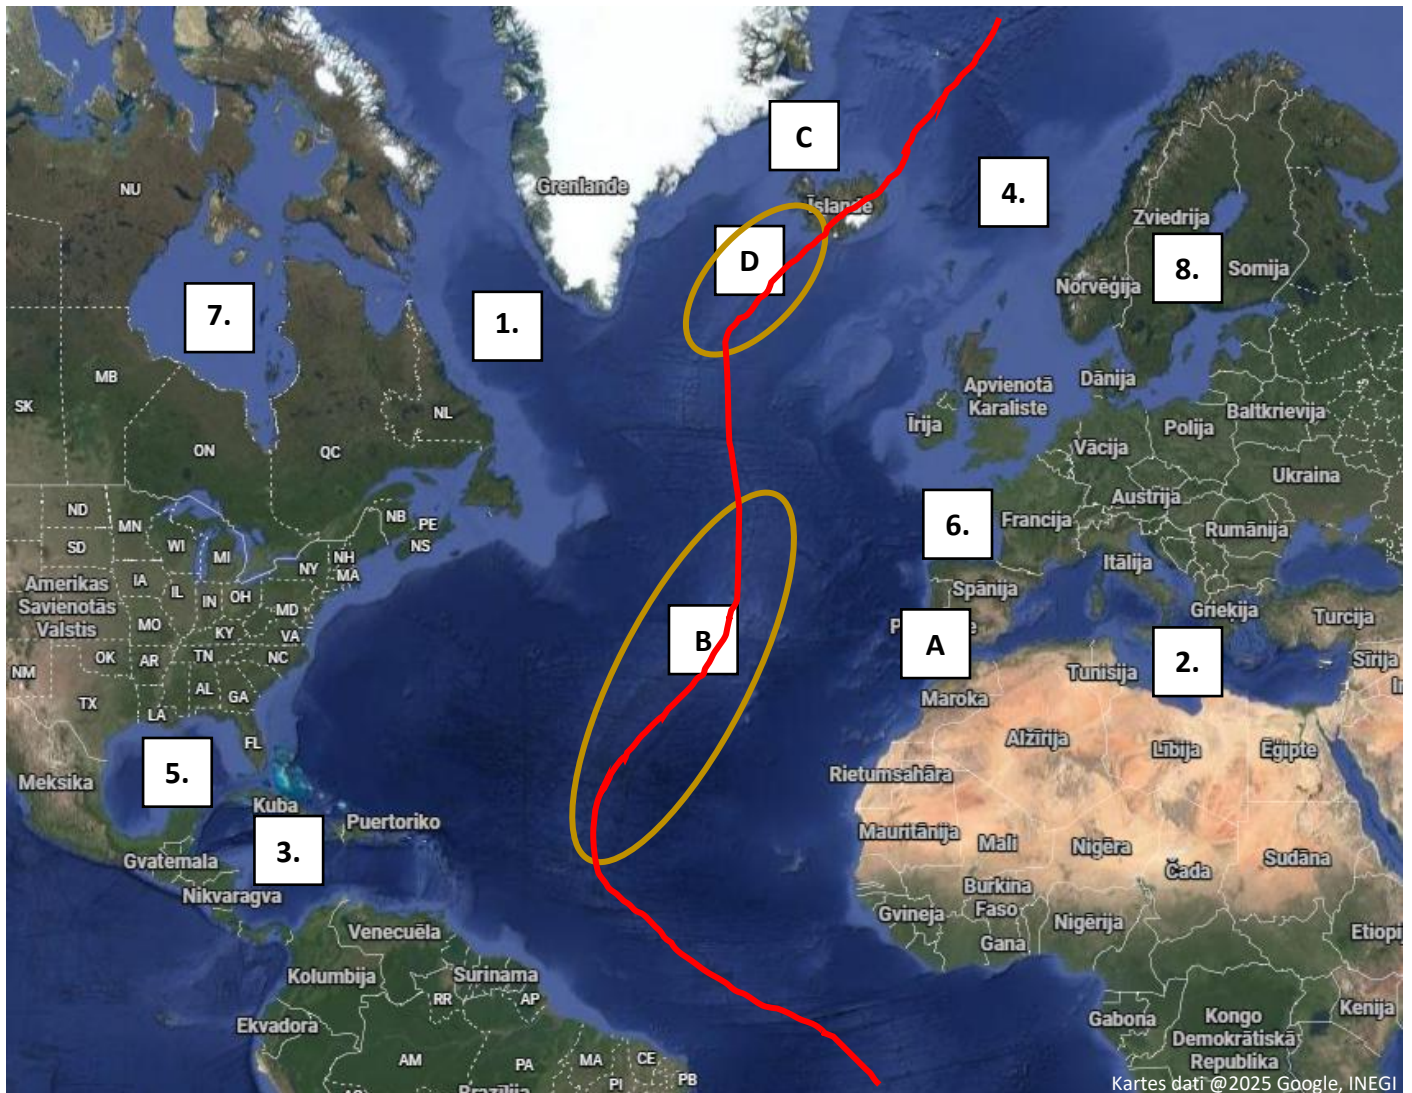 C
Grenlande
NU
Īslande
4.
Zviedrija
D
8.
Somija
Norvēģija
7.
1.
MB
SK
NL
Apvienotā
Karaliste
Dānija
Īrija
Baltkrievija
Polija
Vācija
ON
QC
Ukraina
Austrija
ND
MN
NB
PE
6.
Francija
Rumānija
SD
WI
MI
NS
NH
NY
MA
Itālija
Amerikas
Savienotās
Valstis
IA
IL
IN
OH
MD
Spānija
Griekija
Turcija
MO
KY
VA
B
A
2.
OK
AR
TN
NC
NM
Tunisija
Sīrija
AL
GA
Maroka
TX
LA
FL
Alžīrija
Lībija
Ēģipte
5.
Meksika
Rietumsahāra
Kuba
Puertoriko
Mauritānija
Mali
Nigēra
3.
Gvatemala
Čada
Sudāna
Nikvaragva
Burkina
Faso
Gvineja
Nigērija
Venecuēla
Gana
Kolumbija
Surinama
RR
AP
Ekvadora
Gabona
Kongo
Demokrātiskā
Republika
Kenija
AM
PA
MA
CE
PI
PB
Kartes dati @2025 Google, INEGI